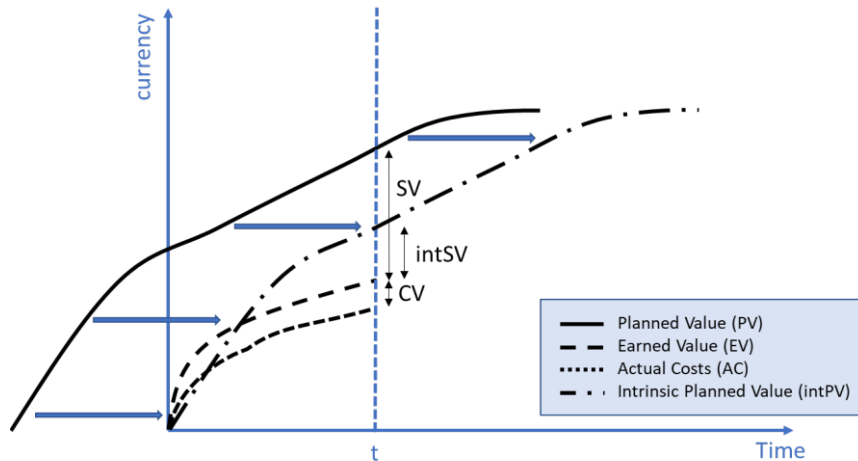 currency
SV
intSV
CV
Planned Value (PV)
Earned Value (EV)
Actual Costs (AC)
Intrinsic Planned Value (intPV)
t
Time